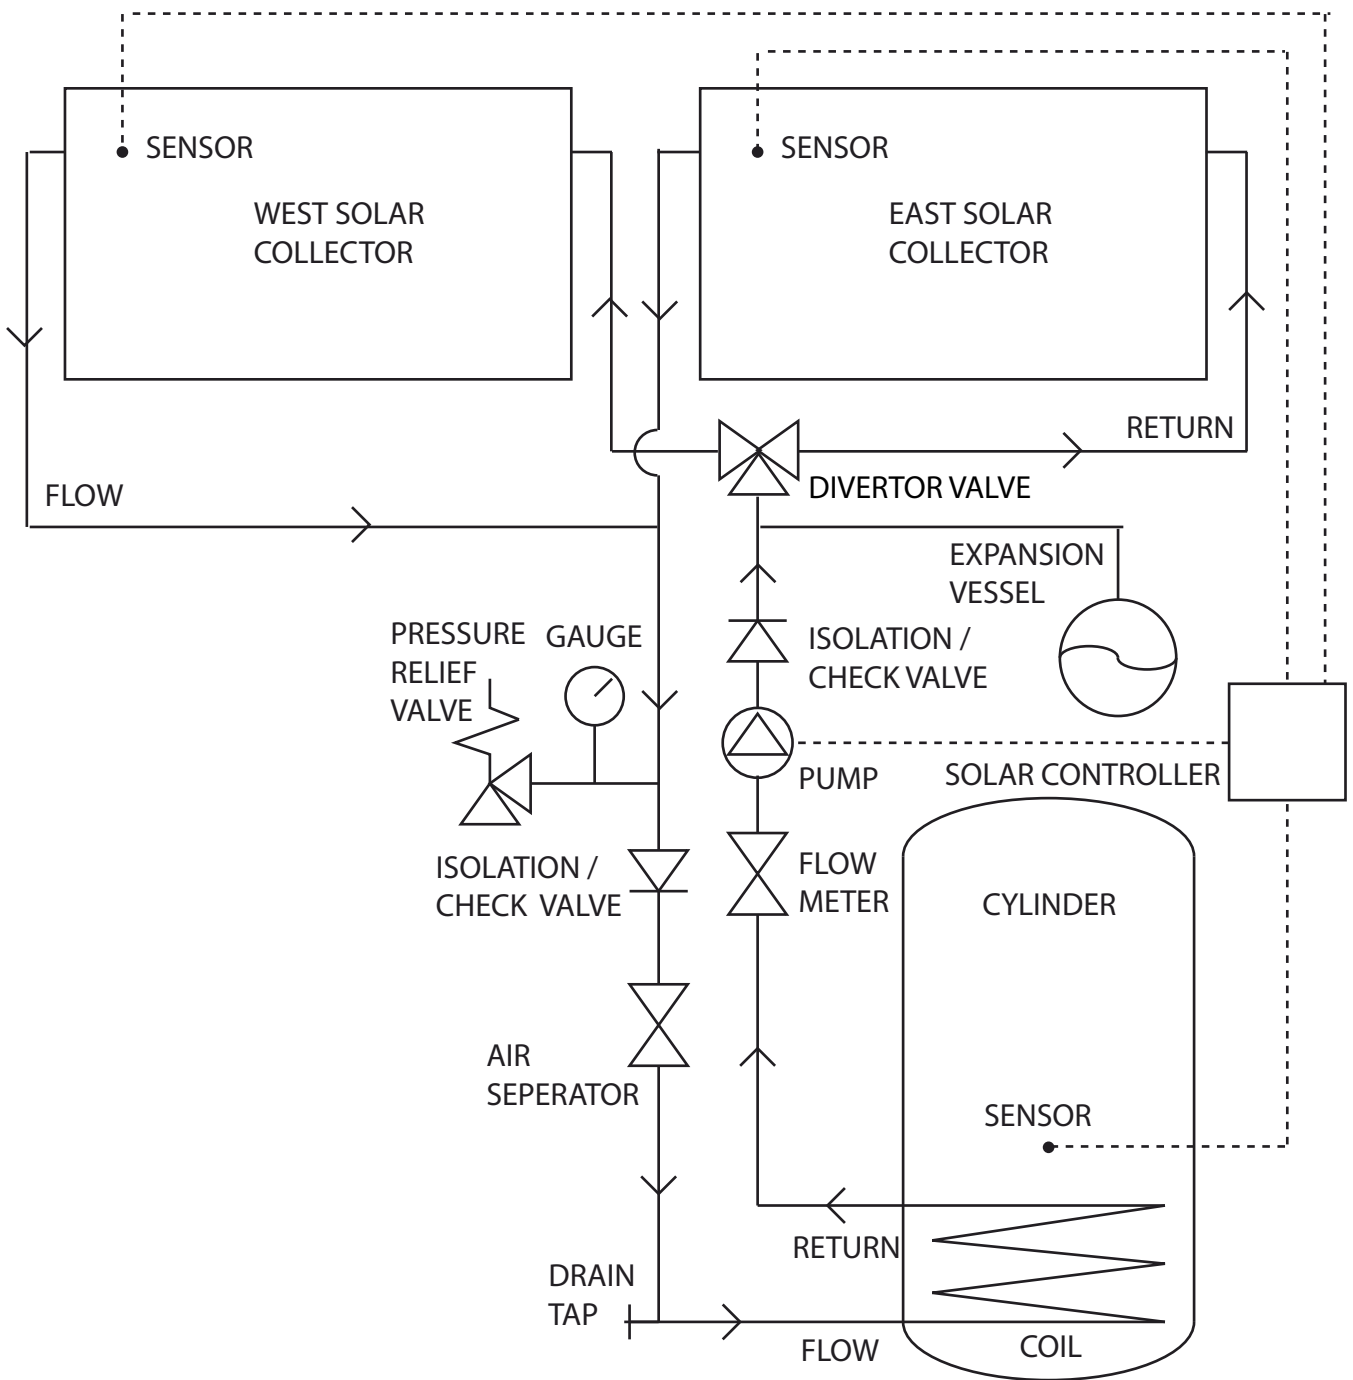 SENSOR
WEST SOLAR
COLLECTOR
SENSOR
EAST SOLAR
COLLECTOR
RETURN
DIVERTOR VALVE
FLOW
EXPANSION
VESSEL
PRESSURE
RELIEF
VALVE
GAUGE
ISOLATION /
CHECK VALVE
PUMP
SOLAR CONTROLLER
ISOLATION /
CHECK VALVE
FLOW
METER
CYLINDER
AIR
SEPERATOR
SENSOR
RETURN
DRAIN
TAP
FLOW
COIL